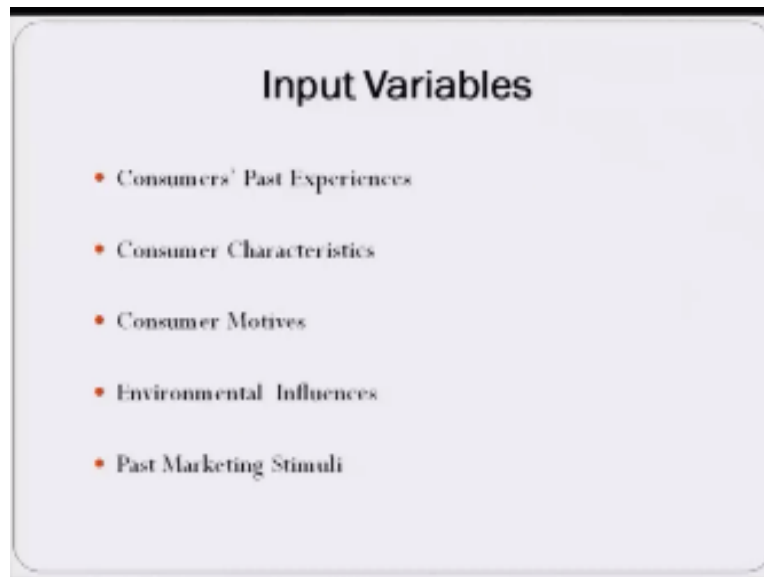 Input Variables
Consumers' Past Experiences
Consumer Characteristics
Consumer Motives
Environmental Influences
Past Marketing Stimuli